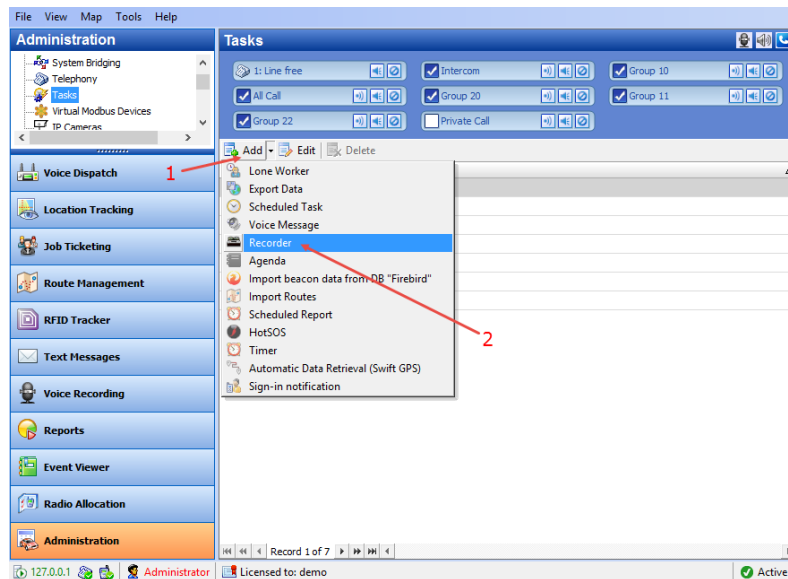 File View Map Tools Help
Administration
System Bridging
Telephony
Tasks
Virtual Modbus Devices
IP Cameras
Voice Dispatch
Location Tracking
Job Ticketing
Route Management
RFID Tracker
Text Messages
Voice Recording
Reports
Event Viewer
Radio Allocation
Administration
Tasks
1: Line free Intercom Group 10
All Call Group 20 Group 11
Group 22 Private Call
Add Edit Delete
1
Lone Worker
Export Data
Scheduled Task
Voice Message
Recorder
Agenda
Import beacon data from DB "Firebird"
Import Routes
Scheduled Report
HotSOS
Timer
Automatic Data Retrieval (Swift GPS)
Sign-in notification
2
Record 1 of 7
127.0.0.1 Administrator Licensed to: demo Active